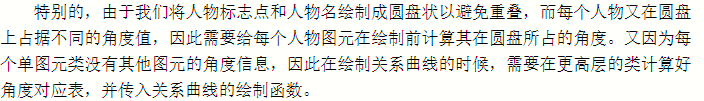 特别的，由于我们将人物标志点和人物名绘制成圆盘状以避免重叠，而每个人物又在圆盘
上占据不同的角度值，因此需要给每个人物图元在绘制前计算其在圆盘所占的角度。又因为每
个单图元类没有其他图元的角度信息，因此在绘制关系曲线的时候，需要在更高层的类计算好
角度对应表，并传入关系曲线的绘制函数。